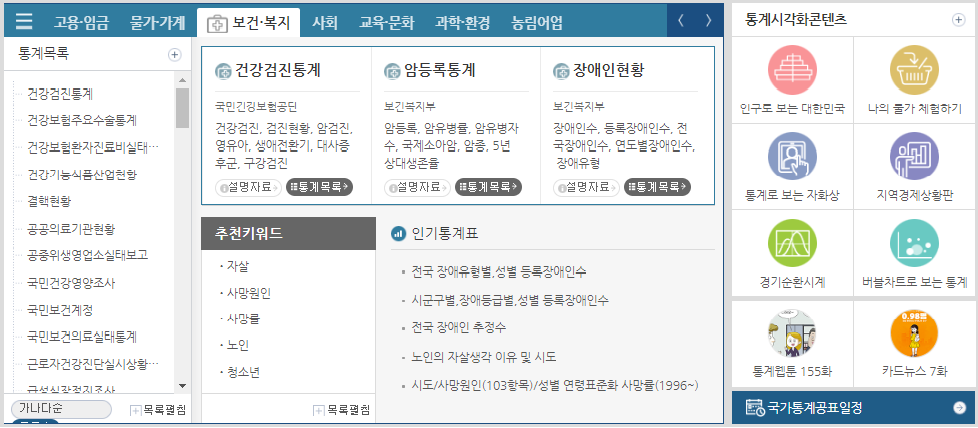 고용·임금 물가·가계 보건·복지 사회 교육·문화 과학·환경 농림어업
통계목록
건강검진통계
건강보험주요수술통계
건강보험환자진료비실태···
건강기능식품산업현황
결핵현황
공공의료기관현황
공중위생영업소실태보고
국민건강영양조사
국민보건계정
국민보건의료실태통계
근로자건강진단실시상황···
급성심장정지조사
가나다순
목록펼침
건강검진통계
국민건강보험공단
건강검진, 검진현황, 암검진,
영유아, 생애전환기, 대사증
후군, 구강검진
설명자료 통계목록
암등록통계
보건복지부
암등록, 암유병률, 암유병자
수, 국제소아암, 암종, 5년
상대생존율
설명자료 통계목록
장애인현황
보건복지부
장애인수, 등록장애인수, 전
국장애인수, 연도별장애인수,
장애유형
설명자료 통계목록
추천키워드
· 자살
· 사망원인
· 사망률
· 노인
· 청소년
목록펼침
인기통계표
전국 장애유형별,성별 등록장애인수
시군구별,장애등급별,성별 등록장애인수
전국 장애인 추정수
노인의 자살생각 이유 및 시도
시도/사망원인(103항목)/성별 연령표준화 사망률(1996~)
통계시각화콘텐츠
인구로 보는 대한민국
나의 물가 체험하기
통계로 보는 자화상
지역경제상황판
경기순환시계
버블차트로 보는 통계
0.98명
통계웹툰 155화
카드뉴스 7화
국가통계공표일정